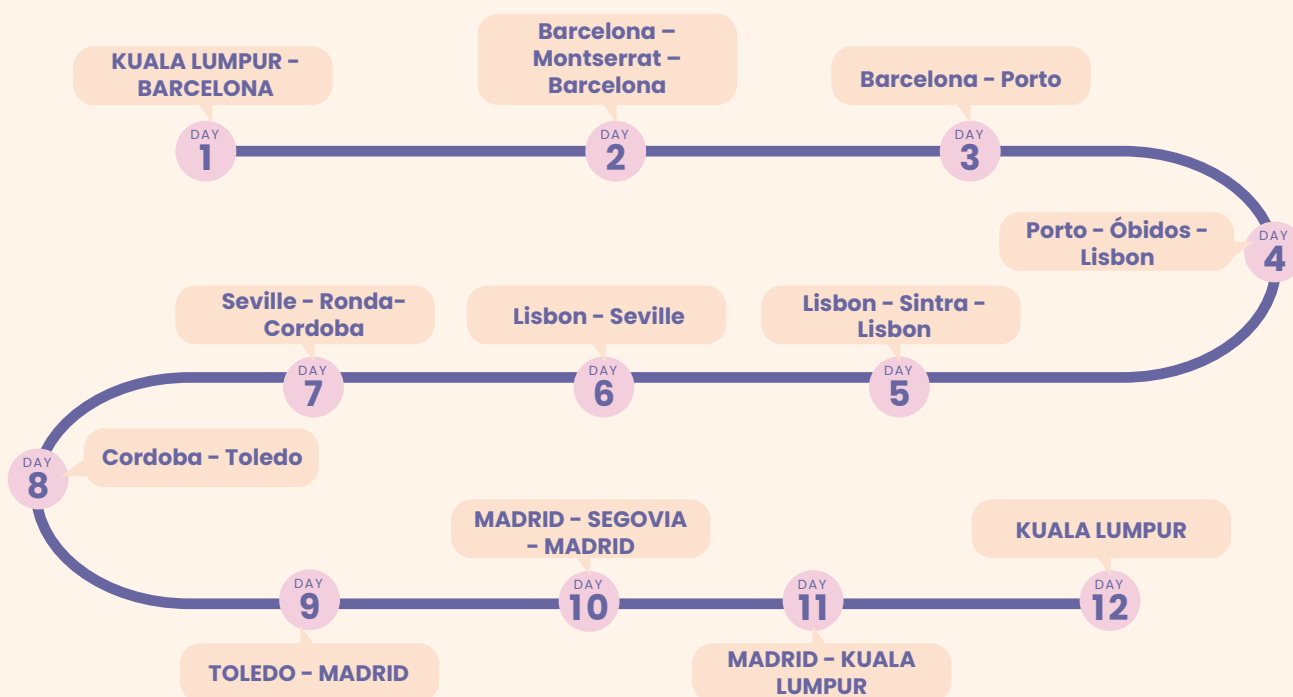 KUALA LUMPUR -
BARCELONA
DAY
1
Barcelona –
Montserrat –
Barcelona
DAY
2
Barcelona - Porto
DAY
3
Porto - Óbidos -
Lisbon
DAY
4
Lisbon - Sintra -
Lisbon
DAY
5
Lisbon - Seville
DAY
6
Seville - Ronda-
Cordoba
DAY
7
Cordoba - Toledo
DAY
8
DAY
9
TOLEDO - MADRID
MADRID - SEGOVIA
- MADRID
DAY
10
DAY
11
MADRID - KUALA
LUMPUR
KUALA LUMPUR
DAY
12